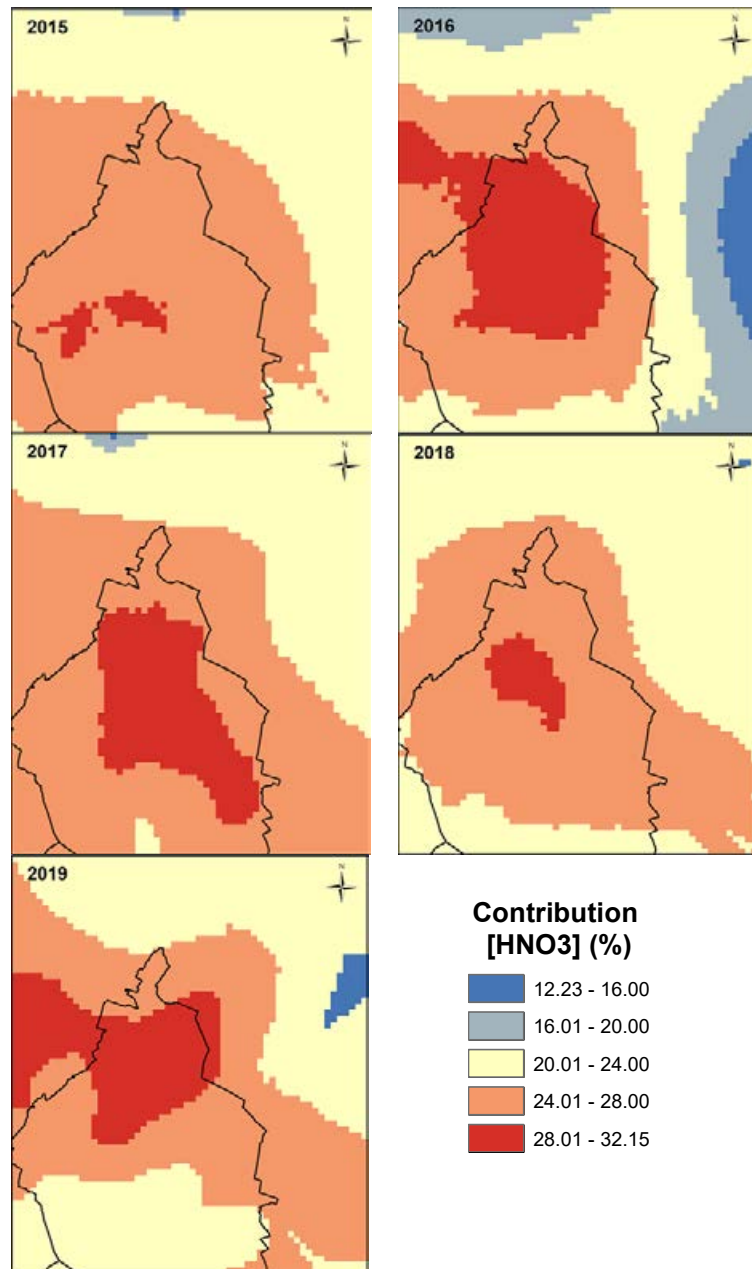 2015
N
2016
N
2017
N
2018
N
2019
N
Contribution
[HNO3] (%)
12.23 - 16.00
16.01 - 20.00
20.01 - 24.00
24.01 - 28.00
28.01 - 32.15